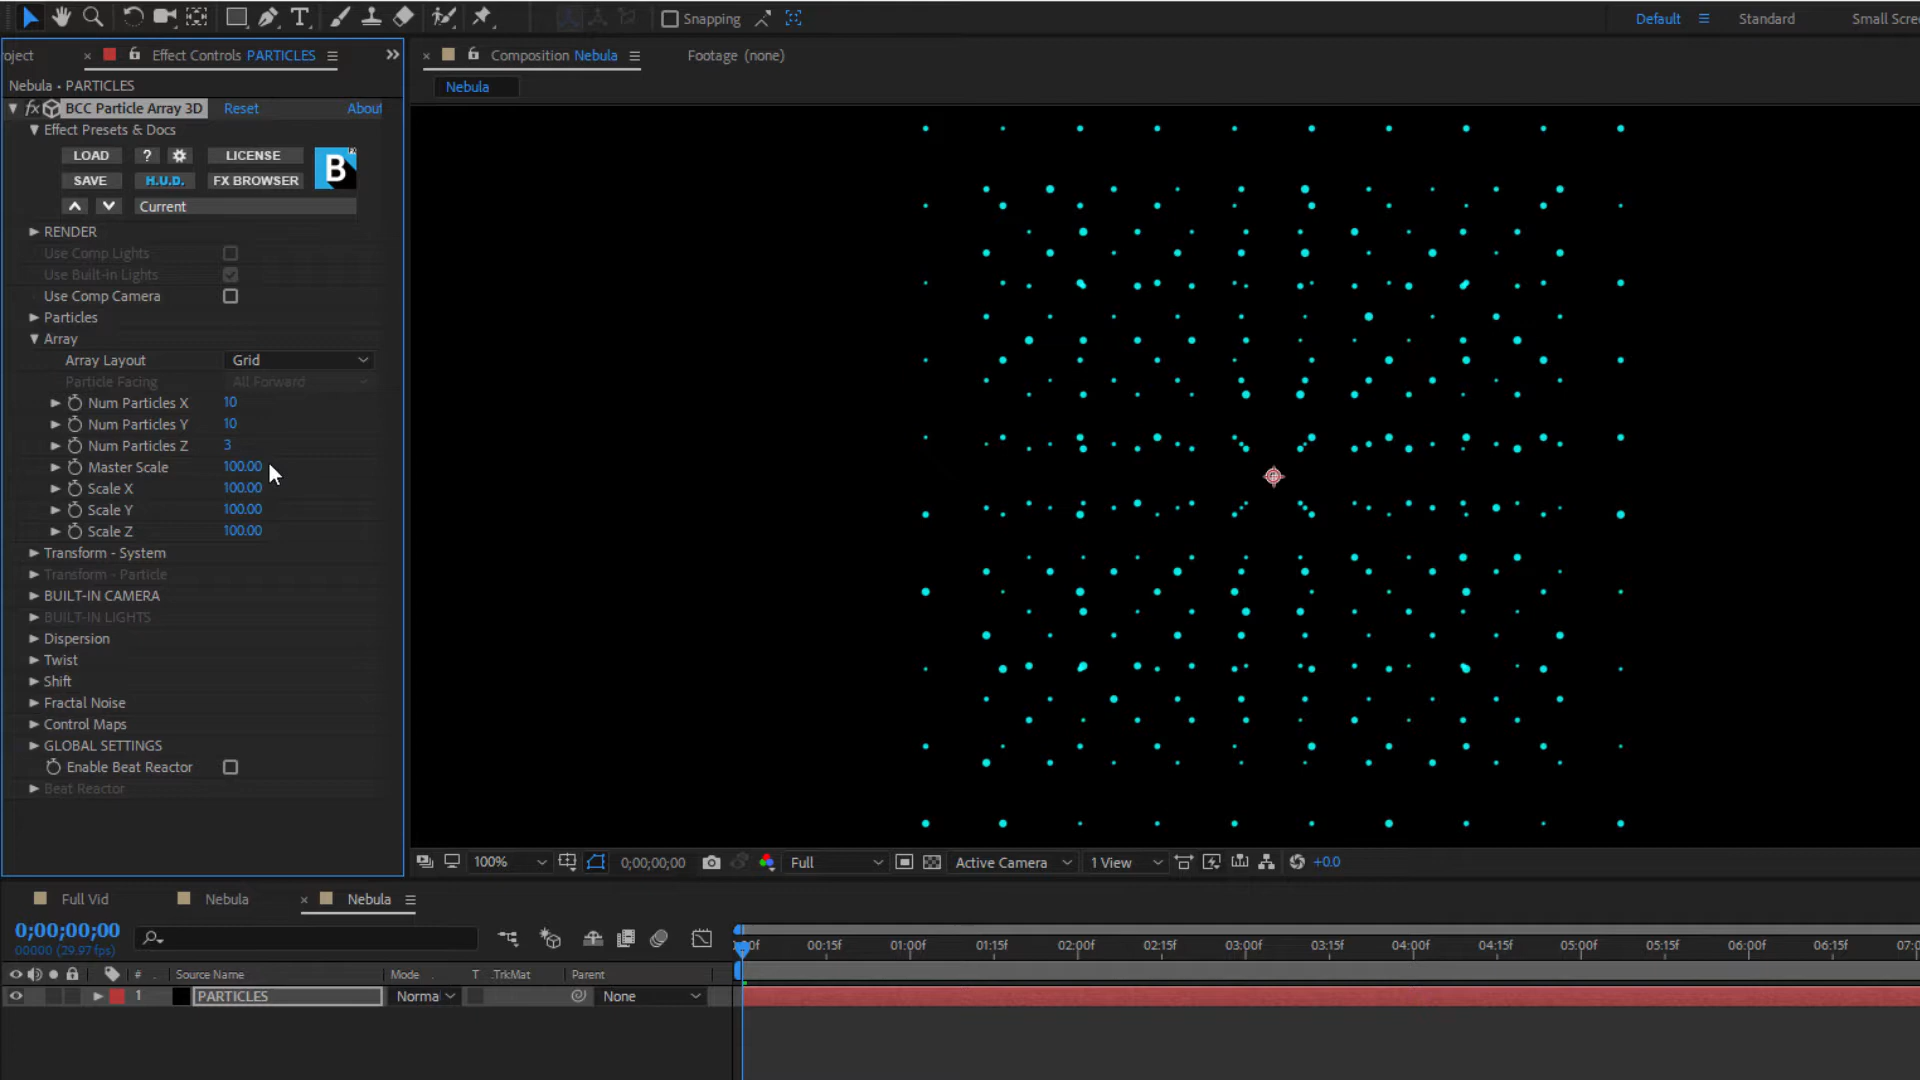 Snapping
Default
Standard
Small Scre
oject
Effect Controls PARTICLES
Composition Nebula
Footage (none)
Nebula • PARTICLES
Nebula
fx BCC Particle Array 3D
Reset
About
Effect Presets & Docs
LOAD
?
LICENSE
B
FX
SAVE
H.U.D.
FX BROWSER
Current
RENDER
Use Comp Lights
Use Built-in Lights
Use Comp Camera
Particles
Array
Array Layout
Grid
Particle Facing
All Forward
Num Particles X
10
Num Particles Y
10
Num Particles Z
3
Master Scale
100.00
Scale X
100.00
Scale Y
100.00
Scale Z
100.00
Transform - System
Transform - Particle
BUILT-IN CAMERA
BUILT-IN LIGHTS
Dispersion
Twist
Shift
Fractal Noise
Control Maps
GLOBAL SETTINGS
Enable Beat Reactor
Beat Reactor
100%
0;00;00;00
Full
Active Camera
1 View
+0.0
Full Vid
Nebula
Nebula
0;00;00;00
00000 (29.97 fps)
:00f
00:15f
01:00f
01:15f
02:00f
02:15f
03:00f
03:15f
04:00f
04:15f
05:00f
05:15f
06:00f
06:15f
07:0
#
Source Name
Mode
T
.TrkMat
Parent
1
PARTICLES
Norma
None